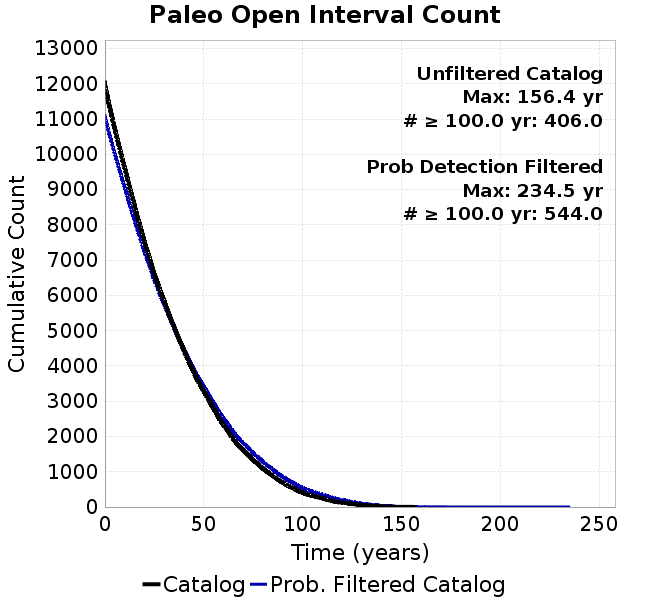 Paleo Open Interval Count
Unfiltered Catalog
Max: 156.4 yr
# ≥ 100.0 yr: 406.0
Prob Detection Filtered
Max: 234.5 yr
# ≥ 100.0 yr: 544.0
Cumulative Count
13000
12000
11000
10000
9000
8000
7000
6000
5000
4000
3000
2000
1000
0
0 50 100 150 200 250
Time (years)
Catalog Prob. Filtered Catalog